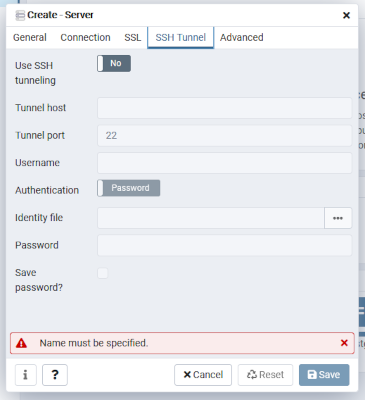 Create - Server
General Connection SSL SSH Tunnel Advanced
Use SSH
tunneling
No
Tunnel host
Tunnel port
22
Username
Authentication
Password
Identity file
Password
Save
password?
Name must be specified.
Cancel
Reset
Save